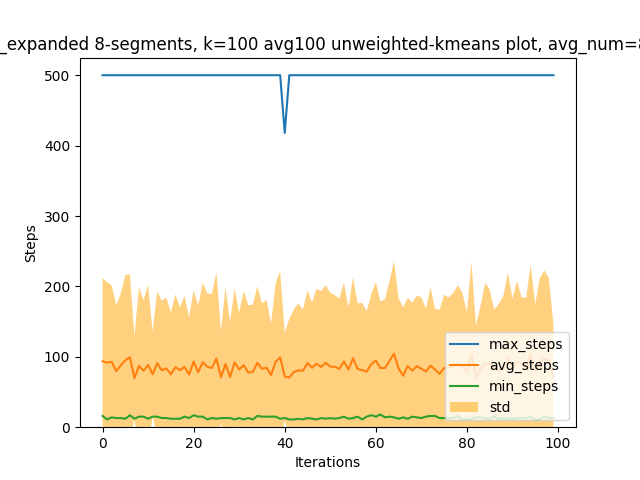 _expanded 8-segments, k=100 avg100 unweighted-kmeans plot, avg_num=8
500
400
300
200
100
0
Steps
max_steps
avg_steps
min_steps
std
0 20 40 60 80 100
Iterations